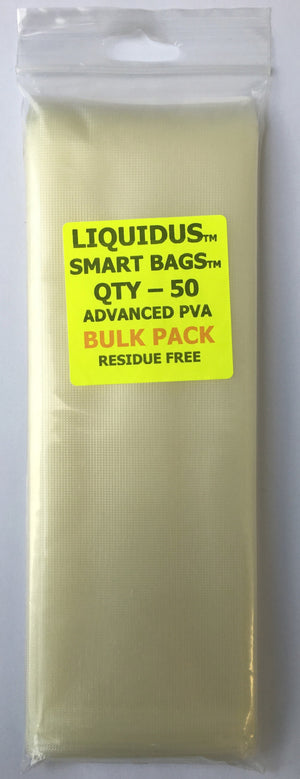 LIQUIDUS™
SMART BAGS™
QTY – 50
ADVANCED PVA
BULK PACK
RESIDUE FREE